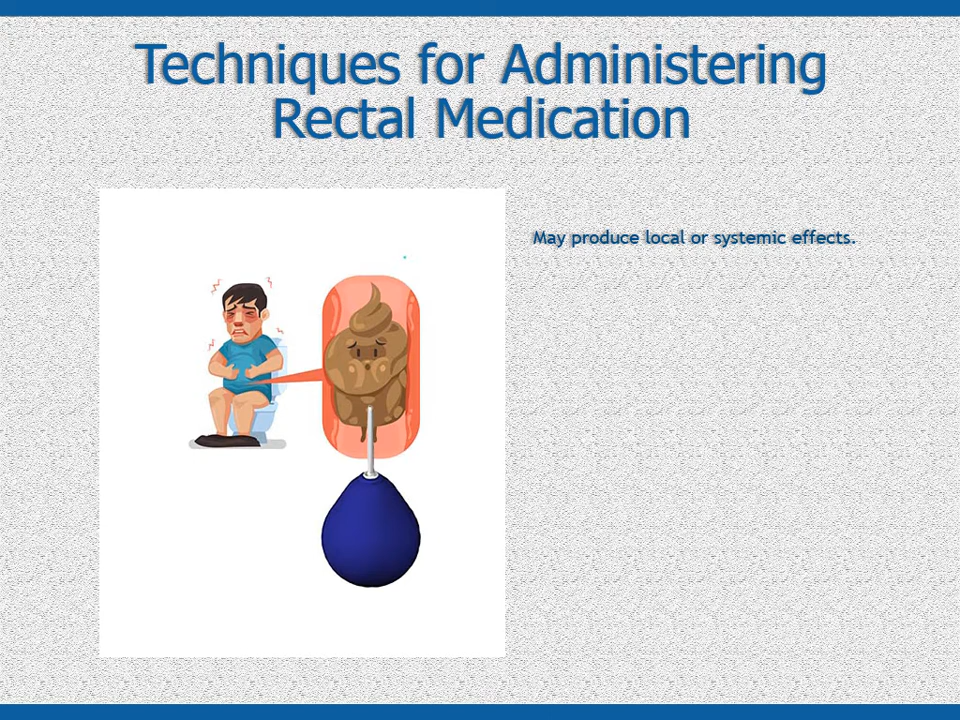 Techniques for Administering
Rectal Medication
May produce local or systemic effects.